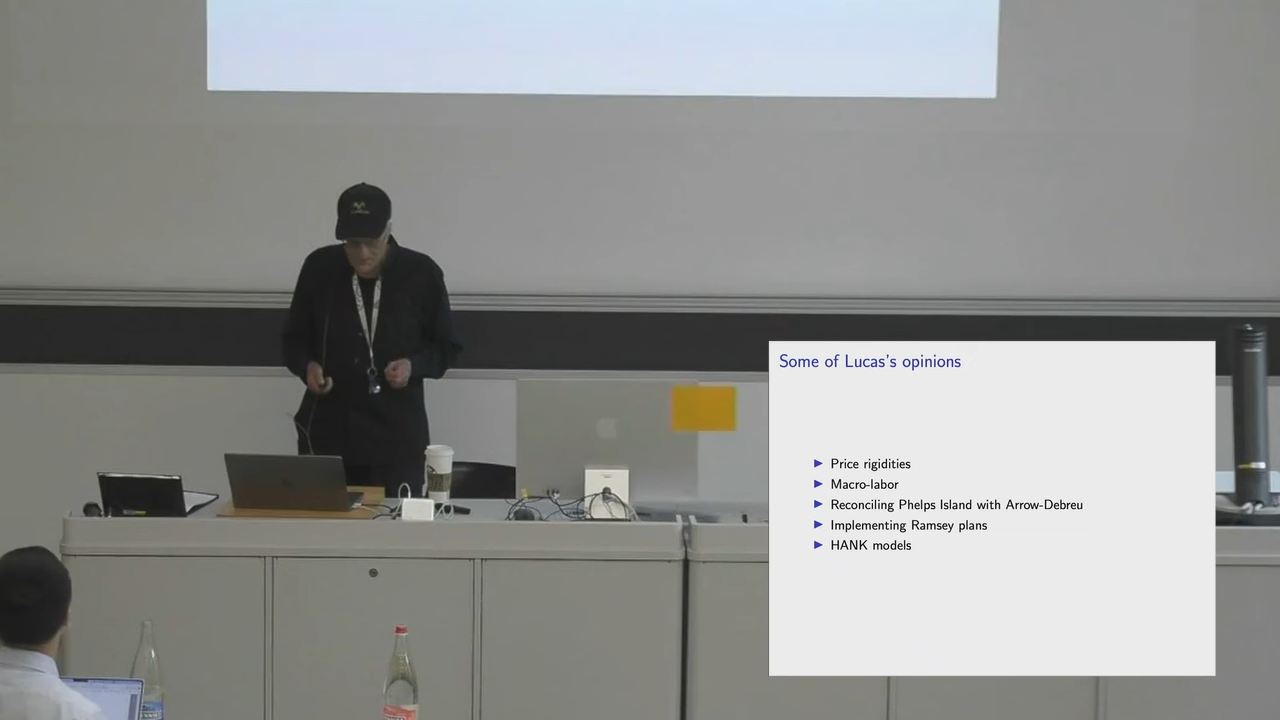 Some of Lucas's opinions
Price rigidities
Macro-labor
Reconciling Phelps Island with Arrow-Debreu
Implementing Ramsey plans
HANK models